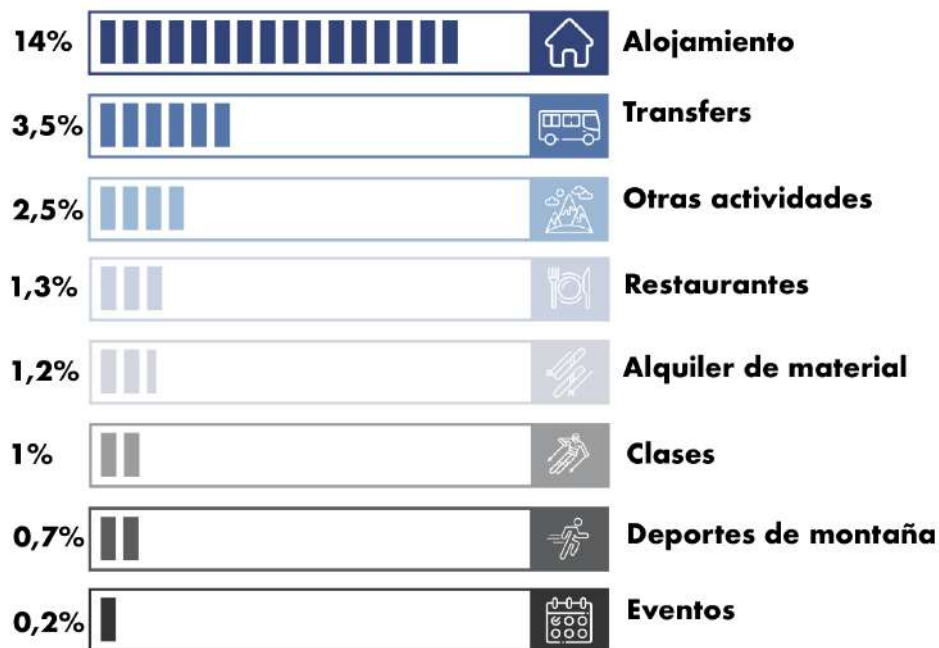 14% Alojamiento
3,5% Transfers
2,5% Otras actividades
1,3% Restaurantes
1,2% Alquiler de material
1% Clases
0,7% Deportes de montaña
0,2% Eventos